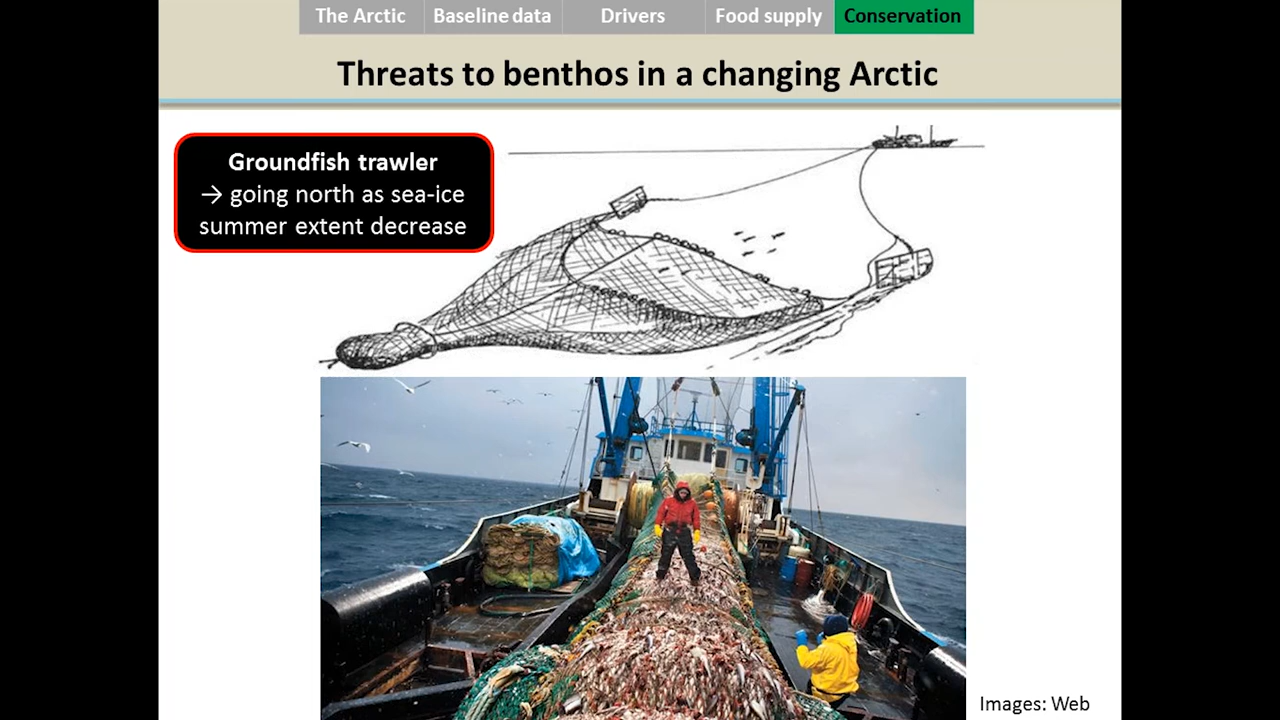 The Arctic
Baseline data
Drivers
Food supply
Conservation
Threats to benthos in a changing Arctic
Groundfish trawler
→ going north as sea-ice
summer extent decrease
Images: Web